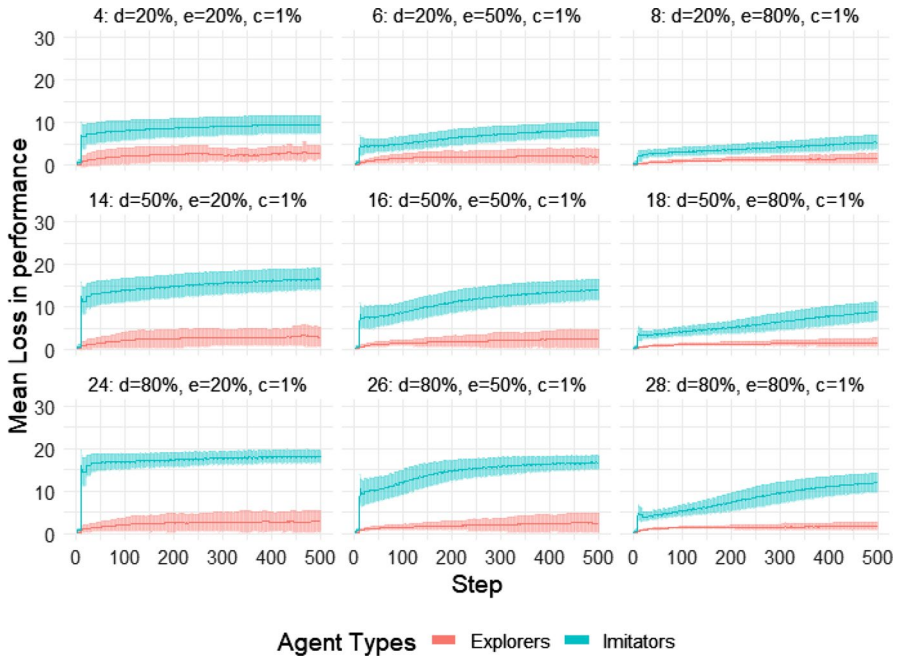 4: d=20%, e=20%, c=1% 6: d=20%, e=50%, c=1% 8: d=20%, e=80%, c=1%
30
20
10
0
14: d=50%, e=20%, c=1% 16: d=50%, e=50%, c=1% 18: d=50%, e=80%, c=1%
30
20
10
0
24: d=80%, e=20%, c=1% 26: d=80%, e=50%, c=1% 28: d=80%, e=80%, c=1%
30
20
10
0
Mean Loss in performance
0 100 200 300 400 500 0 100 200 300 400 500 0 100 200 300 400 500
Step
Agent Types Explorers Imitators